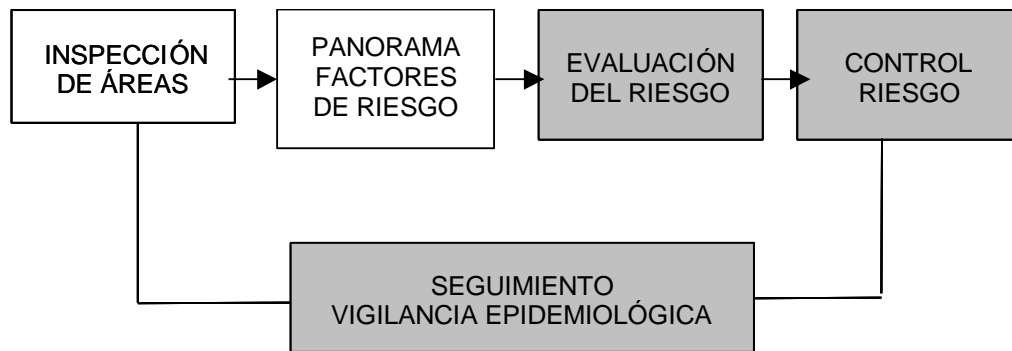 INSPECCIÓN
DE ÁREAS
PANORAMA
FACTORES
DE RIESGO
EVALUACIÓN
DEL RIESGO
CONTROL
RIESGO
SEGUIMIENTO
VIGILANCIA EPIDEMIOLÓGICA